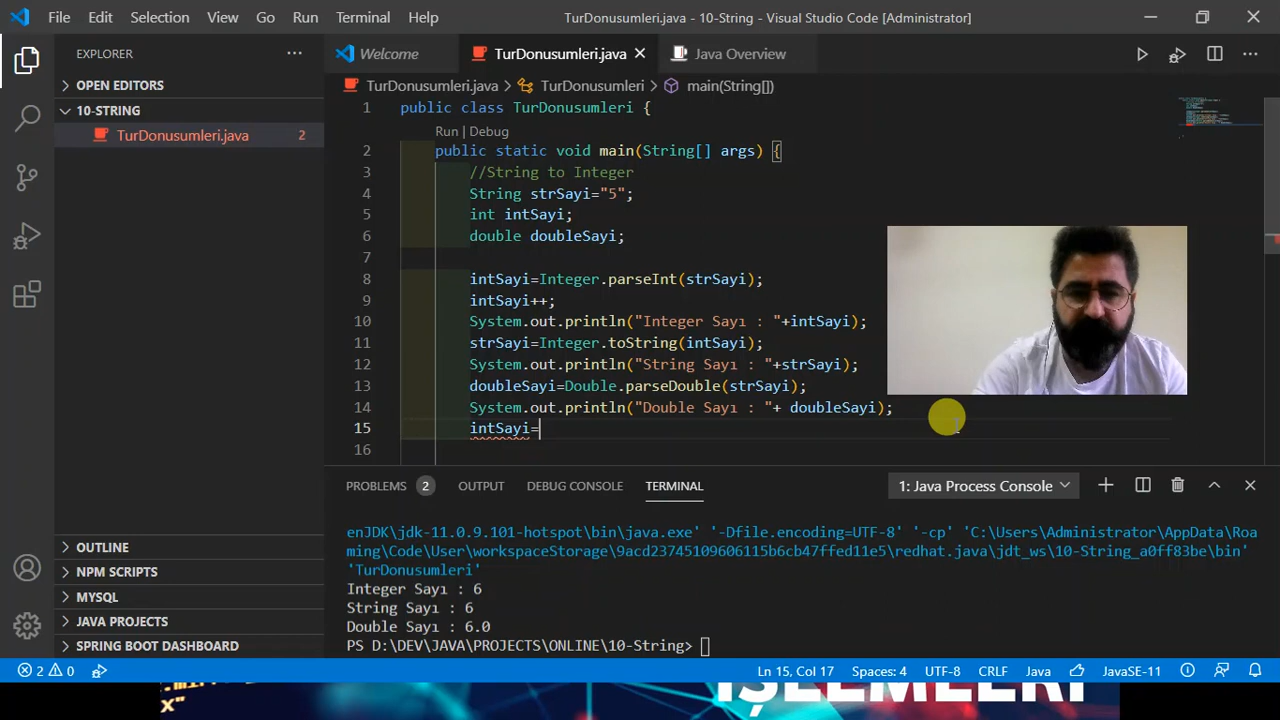 File Edit Selection View Go Run Terminal Help
TurDonusumleri.java - 10-String - Visual Studio Code [Administrator]
EXPLORER
OPEN EDITORS
10-STRING
TurDonusumleri.java 2
OUTLINE
NPM SCRIPTS
MYSQL
JAVA PROJECTS
SPRING BOOT DASHBOARD
Welcome TurDonusumleri.java Java Overview
TurDonusumleri.java > TurDonusumleri > main(String[])
1 public class TurDonusumleri {
Run | Debug
2 public static void main(String[] args) {
3 //String to Integer
4 String strSayi="5";
5 int intSayi;
6 double doubleSayi;
7
8 intSayi=Integer.parseInt(strSayi);
9 intSayi++;
10 System.out.println("Integer Sayı : "+intSayi);
11 strSayi=Integer.toString(intSayi);
12 System.out.println("String Sayı : "+strSayi);
13 doubleSayi=Double.parseDouble(strSayi);
14 System.out.println("Double Sayı : "+ doubleSayi);
15 intSayi=
16
PROBLEMS 2 OUTPUT DEBUG CONSOLE TERMINAL 1: Java Process Console
enJDK\jdk-11.0.9.101-hotspot\bin\java.exe' '-Dfile.encoding=UTF-8' '-cp' 'C:\Users\Administrator\AppData\Roa
ming\Code\User\workspaceStorage\9acd23745109606115b6cb47ffed11e5\redhat.java\jdt_ws\10-String_a0ff83be\bin'
'TurDonusumleri'
Integer Sayı : 6
String Sayı : 6
Double Sayı : 6.0
PS D:\DEV\JAVA\PROJECTS\ONLINE\10-String>
2 0 Ln 15, Col 17 Spaces: 4 UTF-8 CRLF Java JavaSE-11
İŞLEMLERİ